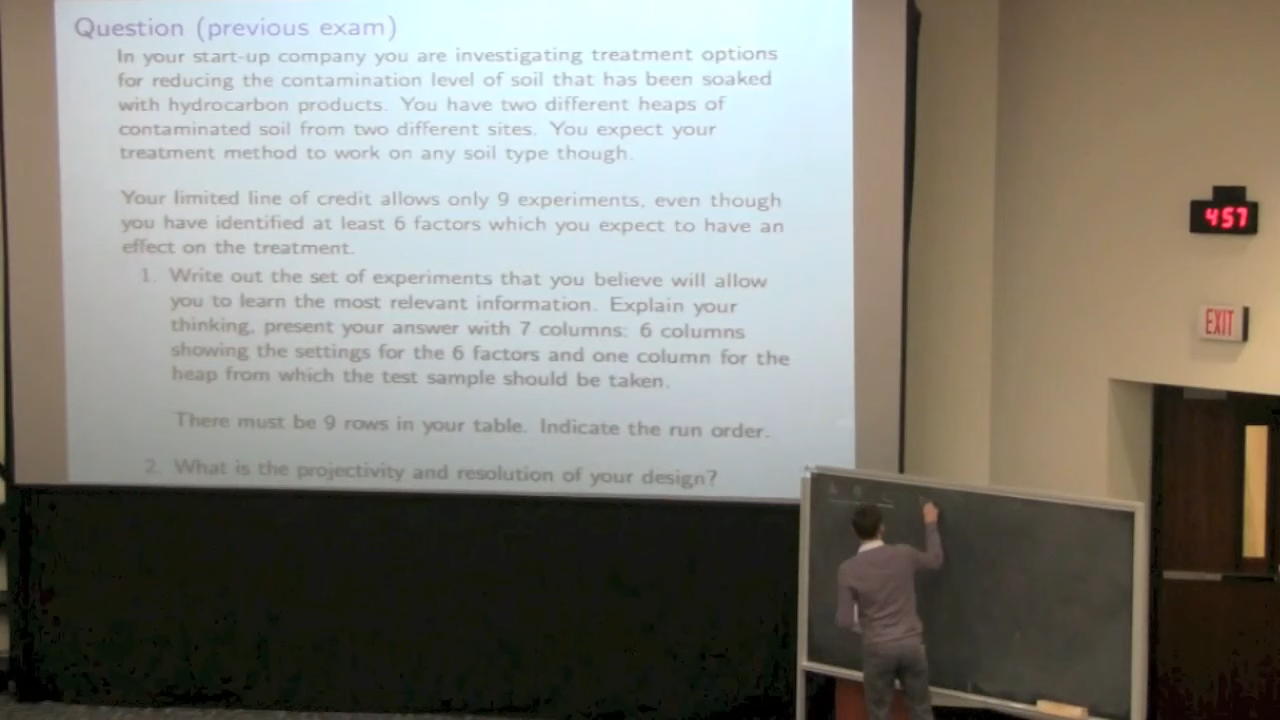 Question (previous exam)
In your start-up company you are investigating treatment options
for reducing the contamination level of soil that has been soaked
with hydrocarbon products. You have two different heaps of
contaminated soil from two different sites. You expect your
treatment method to work on any soil type though.
Your limited line of credit allows only 9 experiments, even though
you have identified at least 6 factors which you expect to have an
effect on the treatment.
1. Write out the set of experiments that you believe will allow
you to learn the most relevant information. Explain your
thinking, present your answer with 7 columns: 6 columns
showing the settings for the 6 factors and one column for the
heap from which the test sample should be taken.
There must be 9 rows in your table. Indicate the run order.
2. What is the projectivity and resolution of your design?
457
EXIT